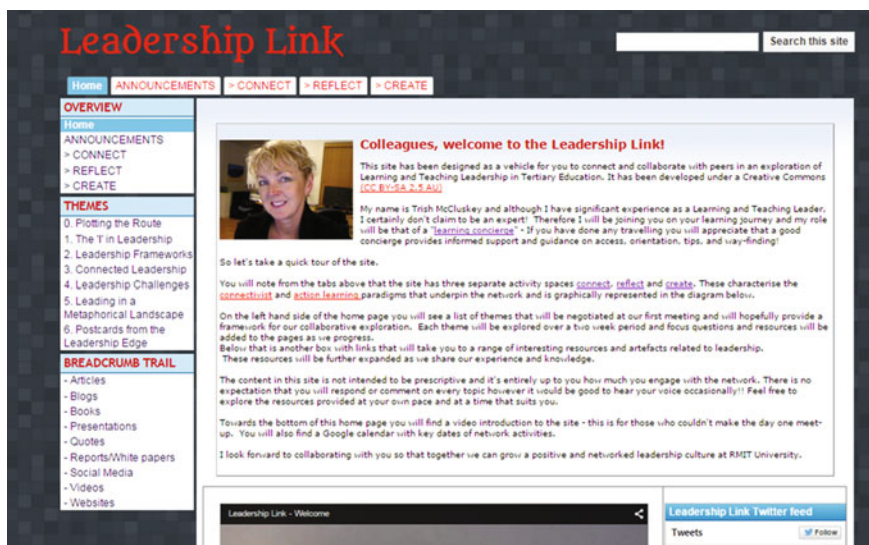 Leadership Link
Search this site
Home
ANNOUNCEMENTS
> CONNECT
> REFLECT
> CREATE
OVERVIEW
Home
ANNOUNCEMENTS
> CONNECT
> REFLECT
> CREATE
THEMES
0. Plotting the Route
1. The 'I' in Leadership
2. Leadership Frameworks
3. Connected Leadership
4. Leadership Challenges
5. Leading in a
Metaphorical Landscape
6. Postcards from the
Leadership Edge
BREADCRUMB TRAIL
- Articles
- Blogs
- Books
- Presentations
- Quotes
- Reports/White papers
- Social Media
- Videos
- Websites
Colleagues, welcome to the Leadership Link!
This site has been designed as a vehicle for you to connect and collaborate with peers in an exploration of
Learning and Teaching Leadership in Tertiary Education. It has been developed under a Creative Commons
(CC BY-SA 2.5 AU)
My name is Trish McCluskey and although I have significant experience as a Learning and Teaching Leader,
I certainly don't claim to be an expert! Therefore I will be joining you on your learning journey and my role
will be that of a "learning concierge" - If you have done any travelling you will appreciate that a good
concierge provides informed support and guidance on access, orientation, tips, and way-finding!
So let's take a quick tour of the site.
You will note from the tabs above that the site has three separate activity spaces connect, reflect and create. These characterise the
connectivist and action learning paradigms that underpin the network and is graphically represented in the diagram below.
On the left hand side of the home page you will see a list of themes that will be negotiated at our first meeting and will hopefully provide a
framework for our collaborative exploration. Each theme will be explored over a two week period and focus questions and resources will be
added to the pages as we progress.
Below that is another box with links that will take you to a range of interesting resources and artefacts related to leadership.
These resources will be further expanded as we share our experience and knowledge.
The content in this site is not intended to be prescriptive and it's entirely up to you how much you engage with the network. There is no
expectation that you will respond or comment on every topic however it would be good to hear your voice occasionally!! Feel free to
explore the resources provided at your own pace and at a time that suits you.
Towards the bottom of this home page you will find a video introduction to the site - this is for those who couldn't make the day one meet-
up. You will also find a Google calendar with key dates of network activities.
I look forward to collaborating with you so that together we can grow a positive and networked leadership culture at RMIT University.
Leadership Link - Welcome
Leadership Link Twitter feed
Tweets
Follow